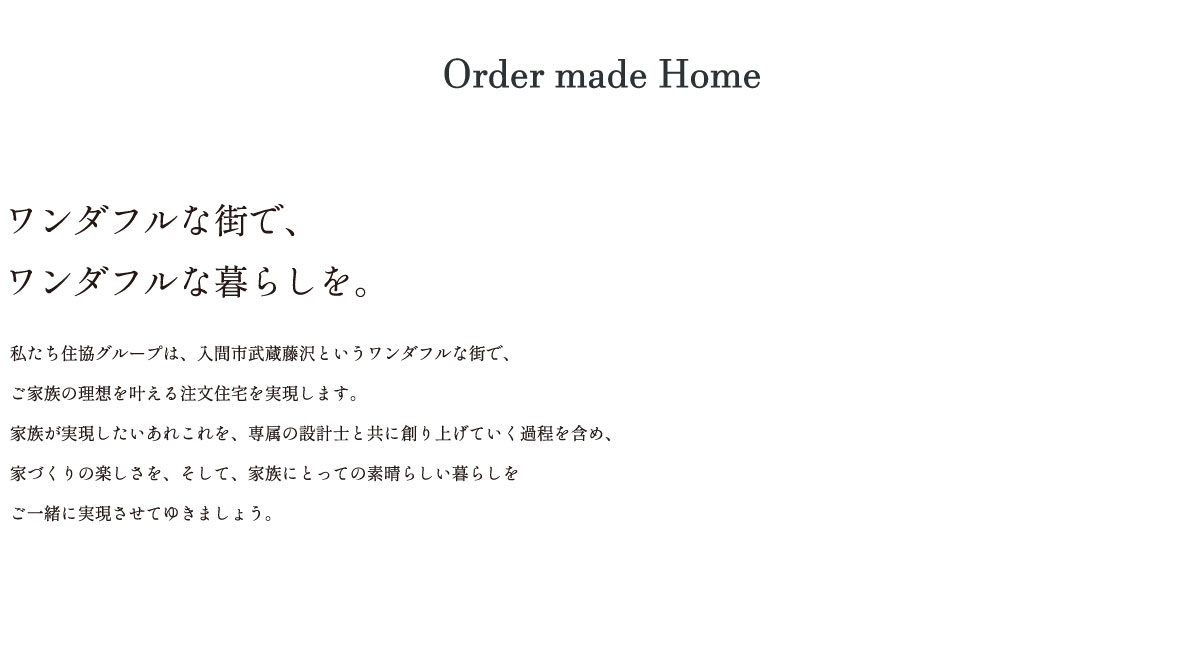 Order made Home
ワンダフルな街で、
ワンダフルな暮らしを。
私たち住協グループは、入間市武蔵藤沢というワンダフルな街で、
ご家族の理想を叶える注文住宅を実現します。
家族が実現したいあれこれを、専属の設計士と共に創り上げていく過程を含め、
家づくりの楽しさを、そして、家族にとっての素晴らしい暮らしを
ご一緒に実現させてゆきましょう。